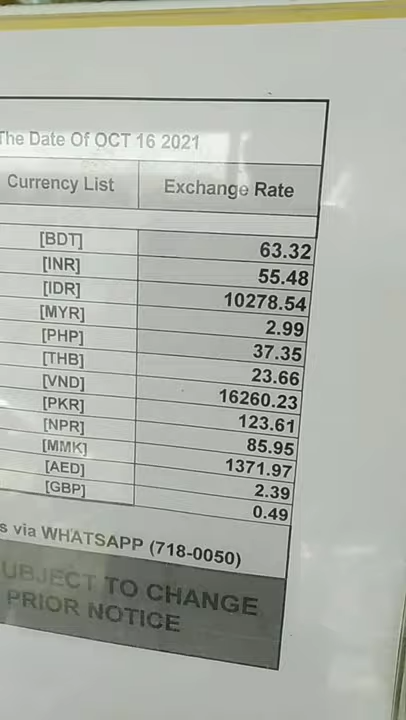 The Date Of OCT 16 2021
Currency List Exchange Rate
[BDT] 63.32
[INR] 55.48
[IDR] 10278.54
[MYR] 2.99
[PHP] 37.35
[THB] 23.66
[VND] 16260.23
[PKR] 123.61
[NPR] 85.95
[MMK] 1371.97
[AED] 2.39
[GBP] 0.49
s via WHATSAPP (718-0050)
UBJECT TO CHANGE
PRIOR NOTICE